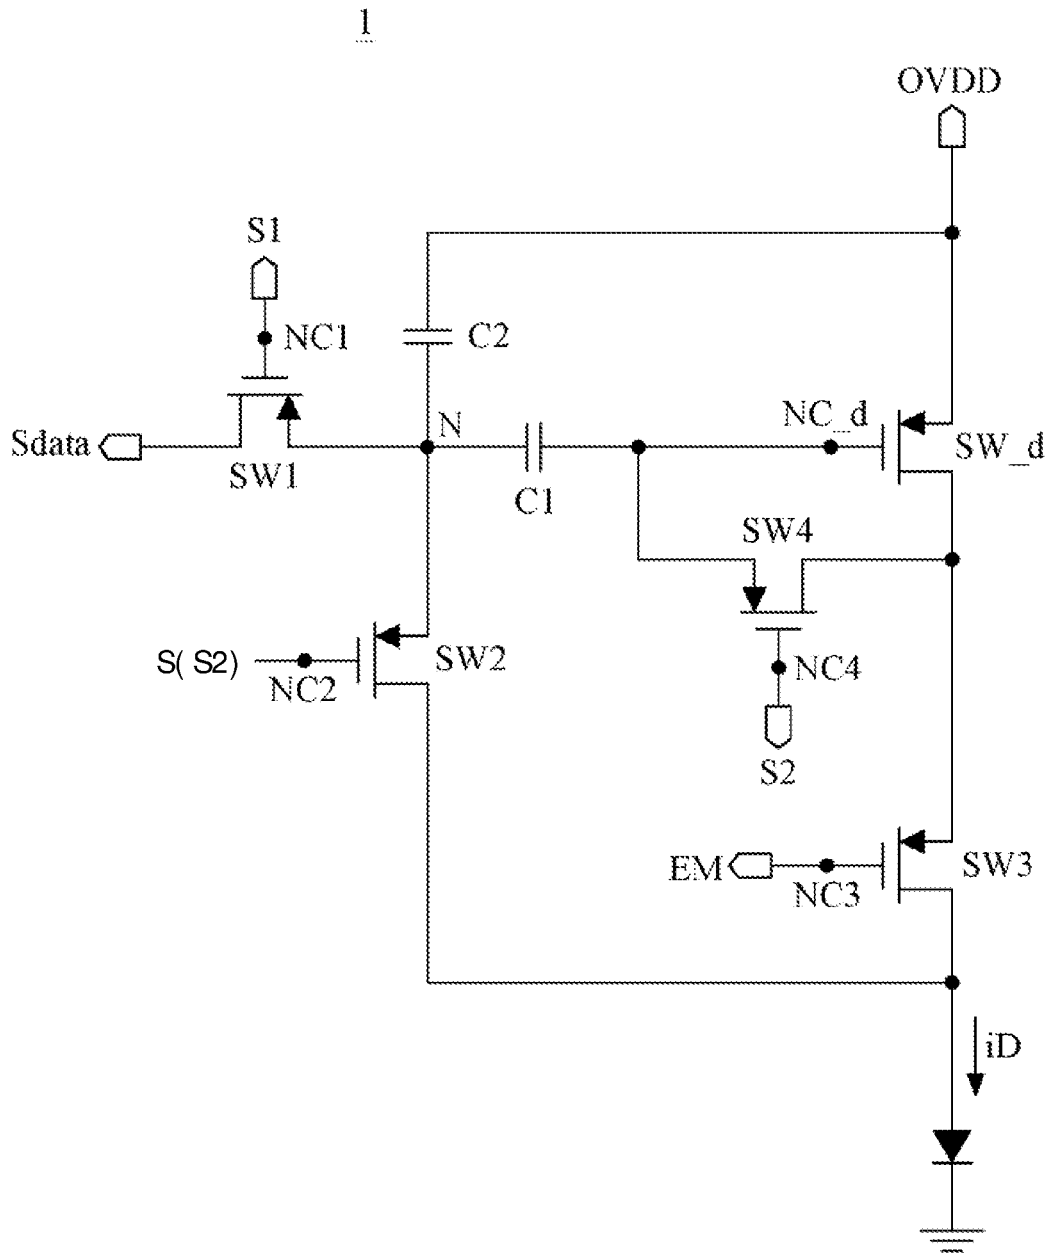 1
OVDD
S1
NC1
C2
Sdata
SW1
N
C1
NC_d
SW_d
SW4
S( S2)
NC2
SW2
NC4
S2
EM
NC3
SW3
iD